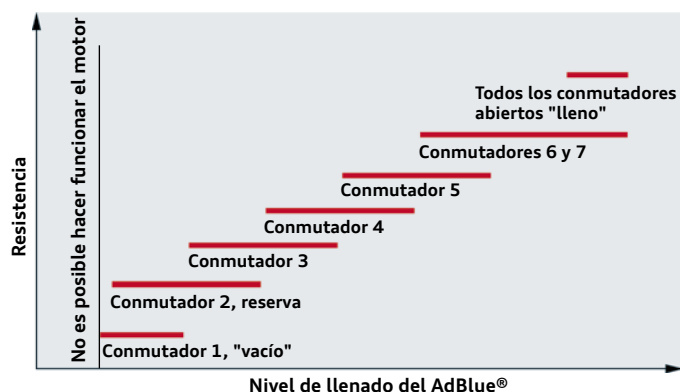 Resistencia
No es posible hacer funcionar el motor
Todos los conmutadores
abiertos "lleno"
Conmutadores 6 y 7
Conmutador 5
Conmutador 4
Conmutador 3
Conmutador 2, reserva
Conmutador 1, "vacío"
Nivel de llenado del AdBlue®